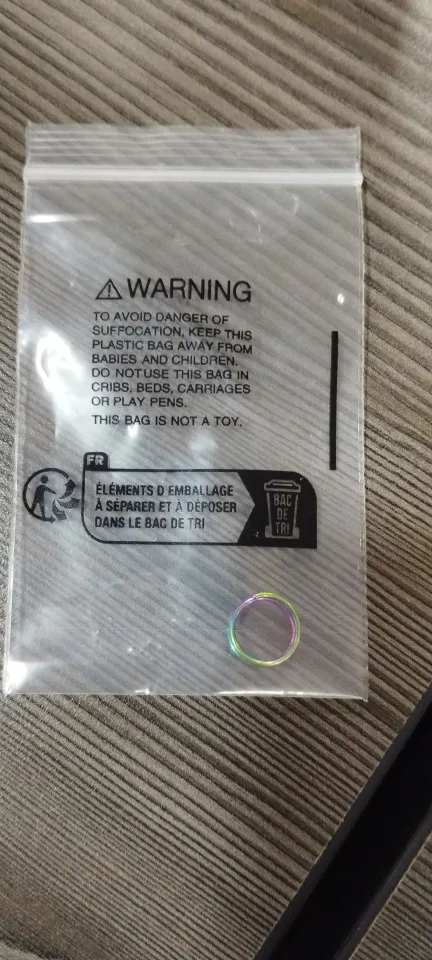 ⚠ WARNING
TO AVOID DANGER OF
SUFFOCATION, KEEP THIS
PLASTIC BAG AWAY FROM
BABIES AND CHILDREN.
DO NOT USE THIS BAG IN
CRIBS, BEDS, CARRIAGES
OR PLAY PENS.
THIS BAG IS NOT A TOY.
FR
ÉLÉMENTS D'EMBALLAGE
À SÉPARER ET À DÉPOSER
DANS LE BAC DE TRI
BAC
DE
TRI